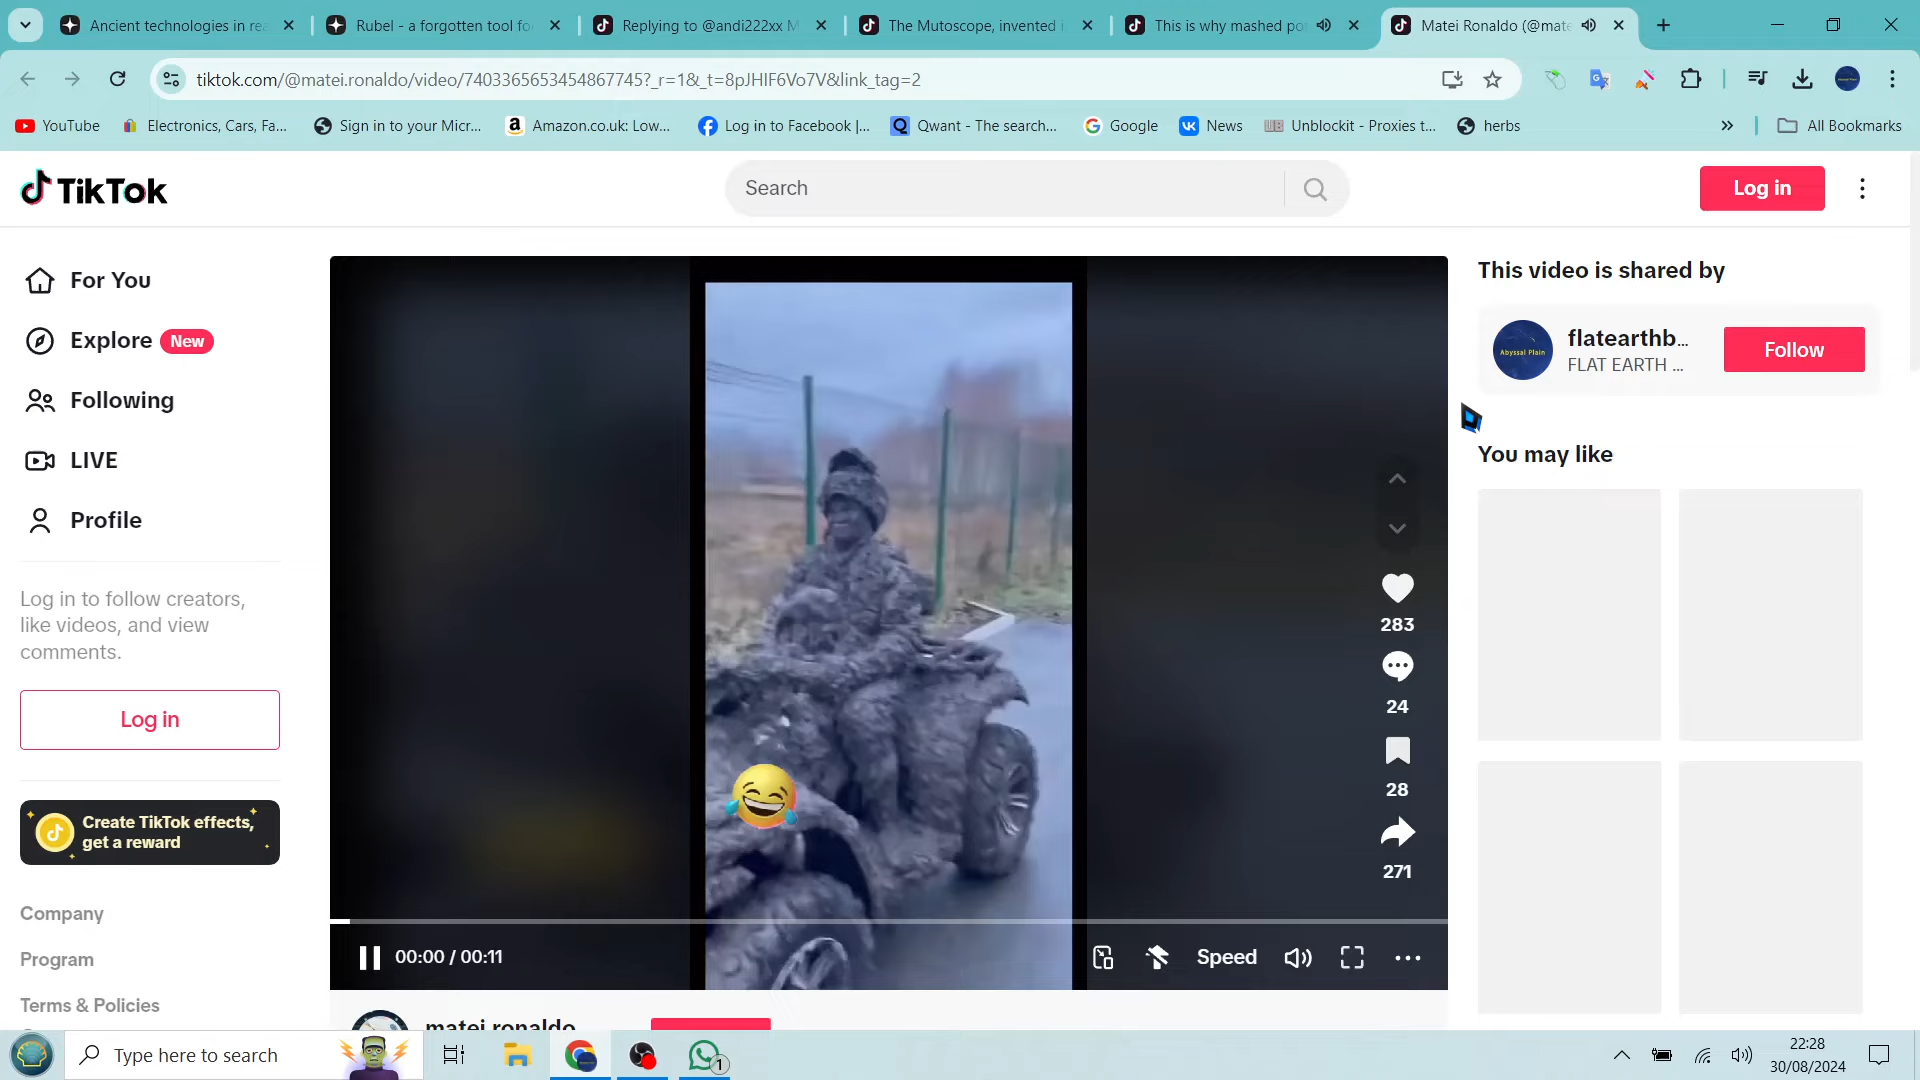 Ancient technologies in rea
Rubel - a forgotten tool fo
Replying to @andi222xx M
The Mutoscope, invented i
This is why mashed po
Matei Ronaldo (@mate
tiktok.com/@matei.ronaldo/video/7403365653454867745?_r=1&_t=8pJHIF6Vo7V&link_tag=2
YouTube
Electronics, Cars, Fa...
Sign in to your Micr...
Amazon.co.uk: Low...
Log in to Facebook |...
Qwant - The search...
Google
News
Unblockit - Proxies t...
herbs
All Bookmarks
TikTok
Search
Log in
For You
Explore New
Following
LIVE
Profile
Log in to follow creators,
like videos, and view
comments.
Log in
Create TikTok effects,
get a reward
Company
Program
Terms & Policies
283
24
28
271
00:00 / 00:11
Speed
matei.ronaldo
This video is shared by
Abyssal Plain
flatearthb...
FLAT EARTH ...
Follow
You may like
Type here to search
1
22:28
30/08/2024